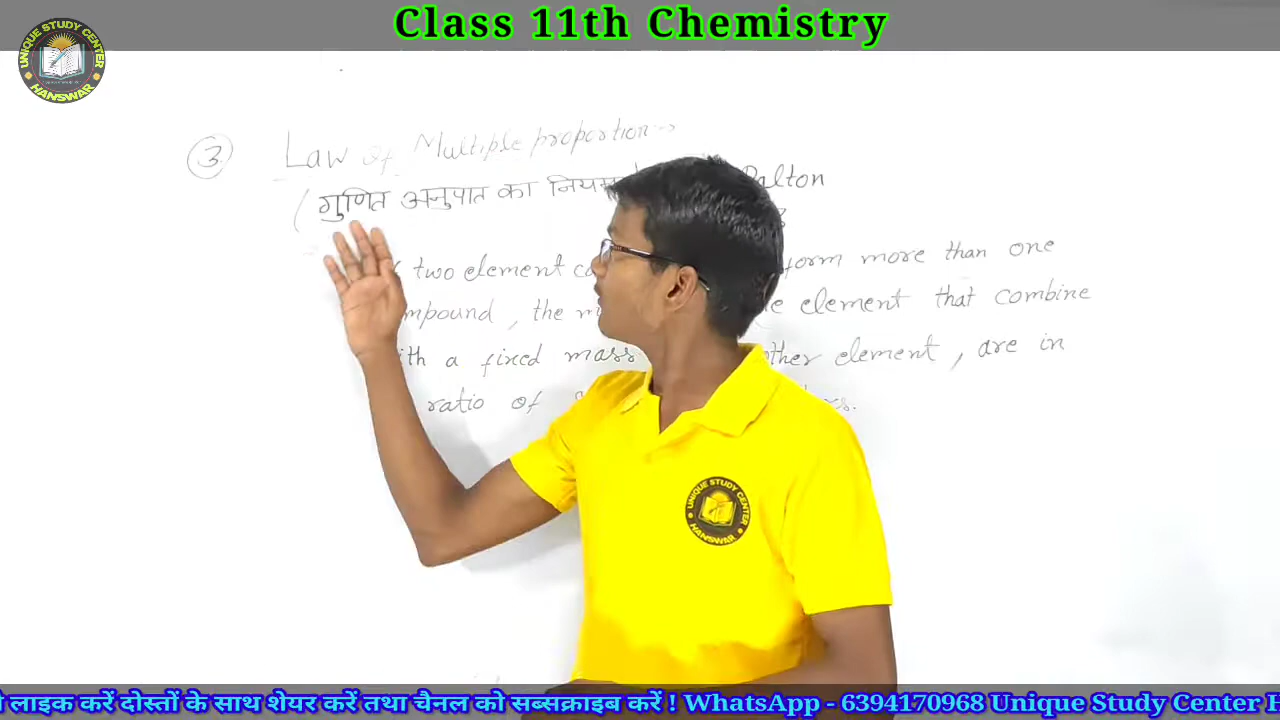 Class 11th Chemistry
UNIQUE STUDY CENTER
HANSWAR
③ Law of Multiple proportion
(गुणित अनुपात का नियम Dalton
two element form more than one
the element that combine
a fixed mass other element, are in
ratio of
UNIQUE STUDY CENTER
HANSWAR
लाइक करें दोस्तों के साथ शेयर करें तथा चैनल को सब्सक्राइब करें ! WhatsApp - 6394170968 Unique Study Center